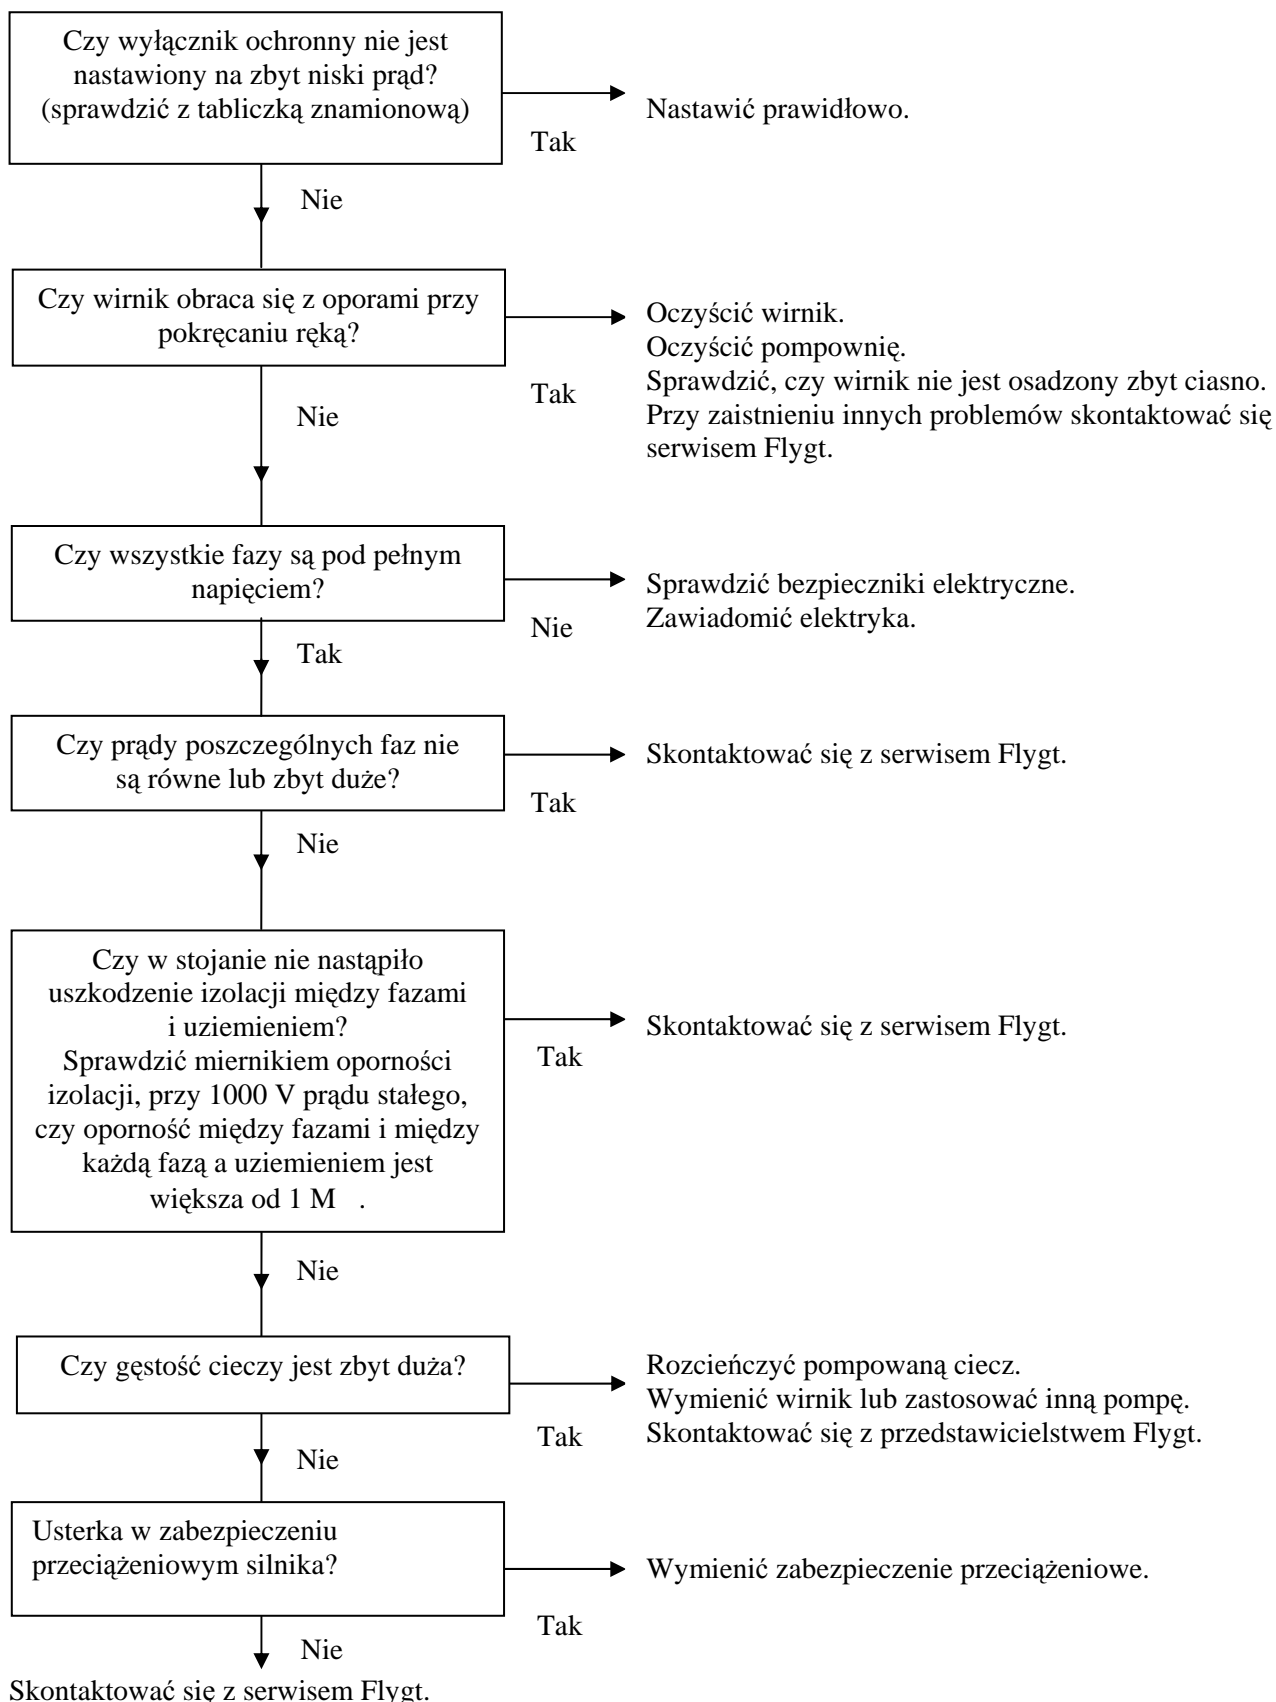 Czy wyłącznik ochronny nie jest
nastawiony na zbyt niski prąd?
(sprawdzić z tabliczką znamionową)
Nastawić prawidłowo.
Tak
Nie
Czy wirnik obraca się z oporami przy
pokręcaniu ręką?
Oczyścić wirnik.
Oczyścić pompownię.
Sprawdzić, czy wirnik nie jest osadzony zbyt ciasno.
Przy zaistnieniu innych problemów skontaktować się
serwisem Flygt.
Tak
Nie
Czy wszystkie fazy są pod pełnym
napięciem?
Sprawdzić bezpieczniki elektryczne.
Zawiadomić elektryka.
Nie
Tak
Czy prądy poszczególnych faz nie
są równe lub zbyt duże?
Skontaktować się z serwisem Flygt.
Tak
Nie
Czy w stojanie nie nastąpiło
uszkodzenie izolacji między fazami
i uziemieniem?
Sprawdzić miernikiem oporności
izolacji, przy 1000 V prądu stałego,
czy oporność między fazami i między
każdą fazą a uziemieniem jest
większa od 1 M .
Skontaktować się z serwisem Flygt.
Tak
Nie
Czy gęstość cieczy jest zbyt duża?
Rozcieńczyć pompowaną ciecz.
Wymienić wirnik lub zastosować inną pompę.
Skontaktować się z przedstawicielstwem Flygt.
Tak
Nie
Usterka w zabezpieczeniu
przeciążeniowym silnika?
Wymienić zabezpieczenie przeciążeniowe.
Tak
Nie
Skontaktować się z serwisem Flygt.